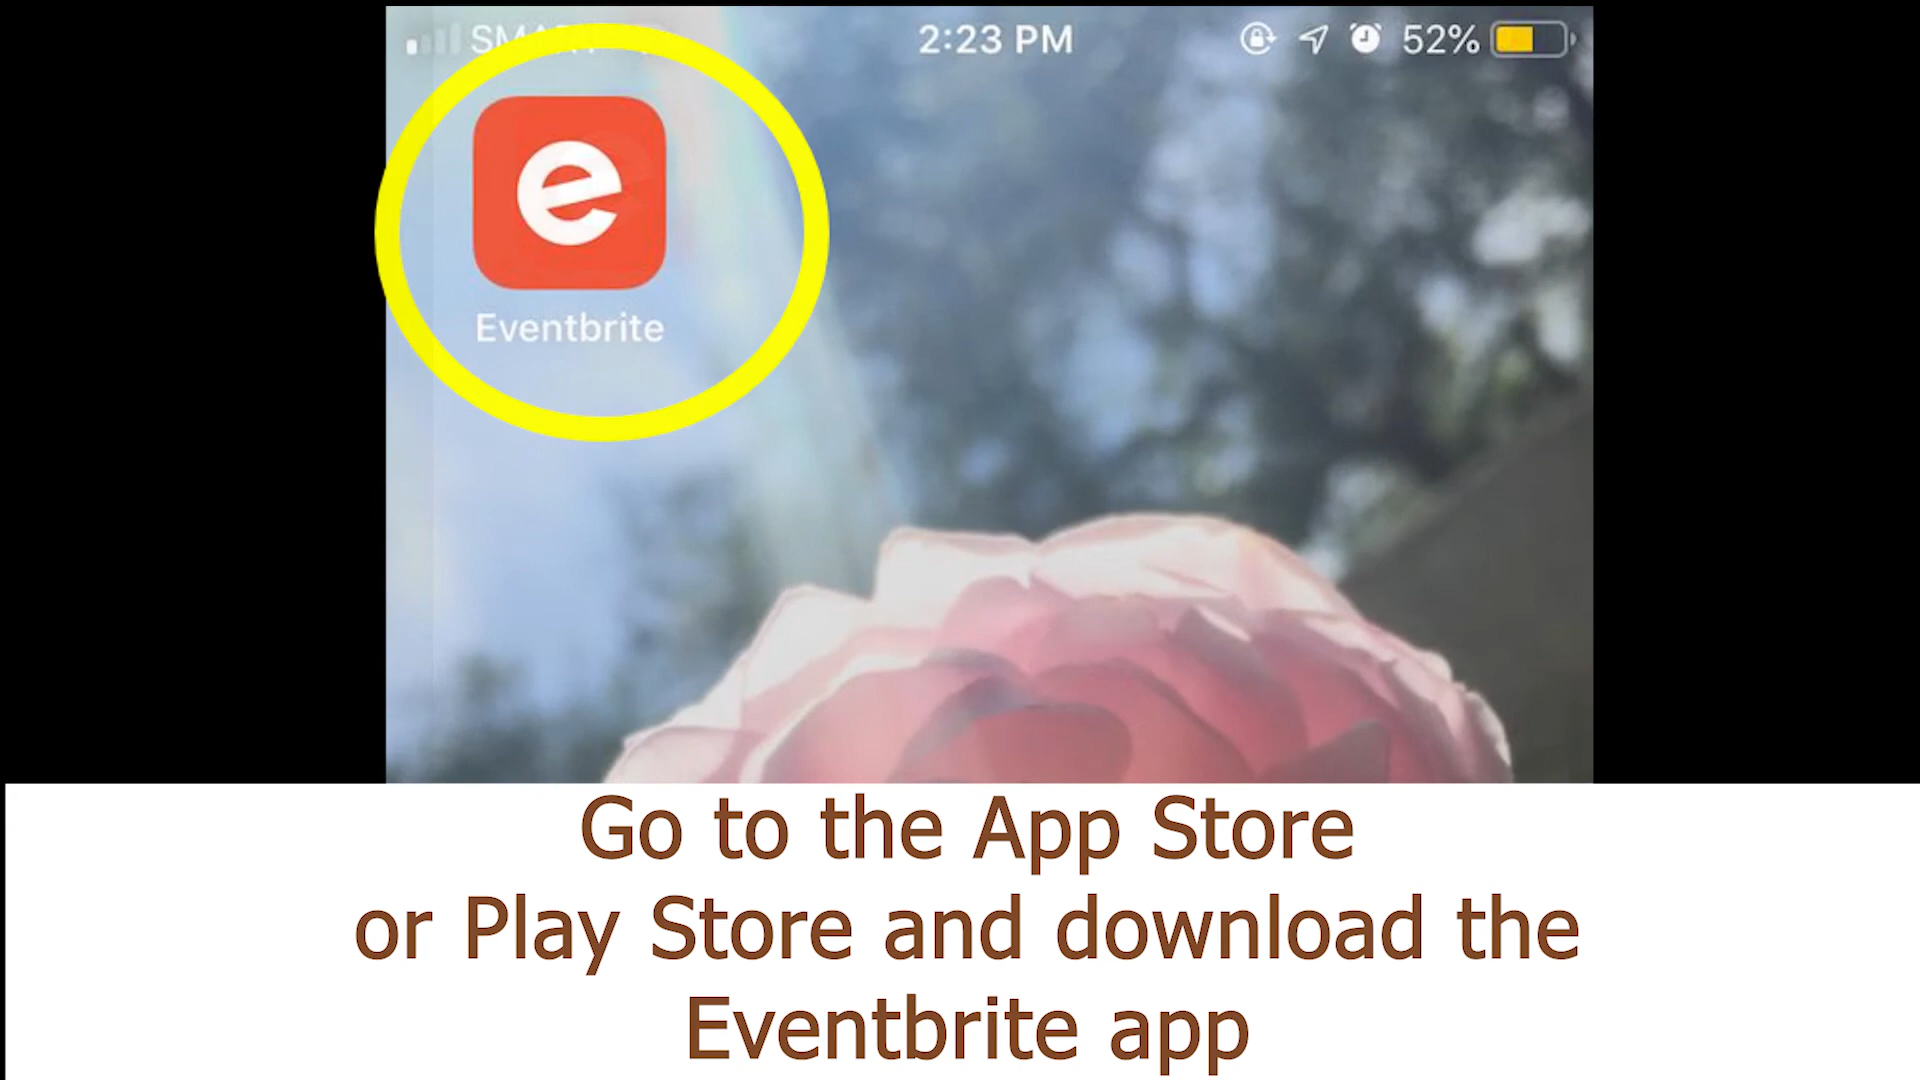 2:23 PM
52%
e
Eventbrite
Go to the App Store
or Play Store and download the
Eventbrite app